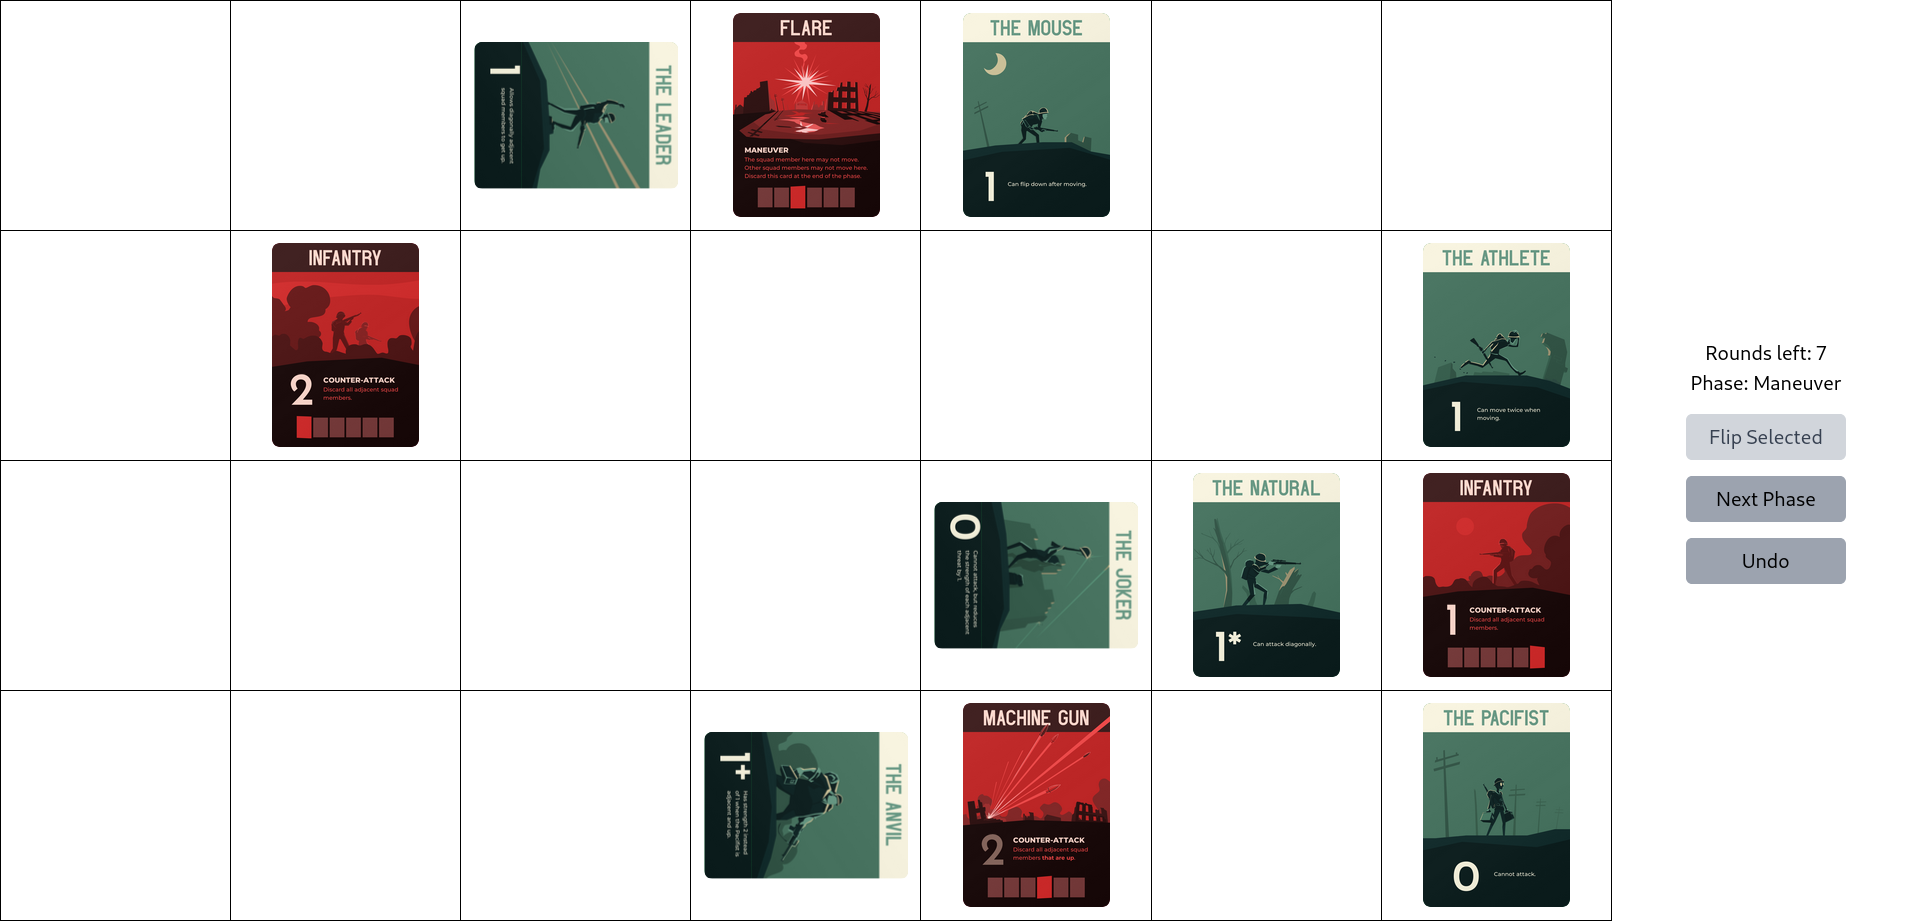 THE LEADER
1
Allows diagonally adjacent
squad members to get up.
FLARE
MANEUVER
The squad member here may not move.
Other squad members may not move here.
Discard this card at the end of the phase.
THE MOUSE
1
Can flip down after moving.
INFANTRY
2
COUNTER-ATTACK
Discard all adjacent squad
members.
THE ATHLETE
1
Can move twice when
moving.
Rounds left: 7
Phase: Maneuver
Flip Selected
Next Phase
Undo
THE JOKER
0
Cannot attack, but reduces
the strength of each adjacent
threat by 1.
THE NATURAL
1*
Can attack diagonally.
INFANTRY
1
COUNTER-ATTACK
Discard all adjacent squad
members.
THE ANVIL
1+
Has strength 2 instead
of 1 when the Pacifist is
adjacent and up.
MACHINE GUN
2
COUNTER-ATTACK
Discard all adjacent squad
members that are up.
THE PACIFIST
0
Cannot attack.